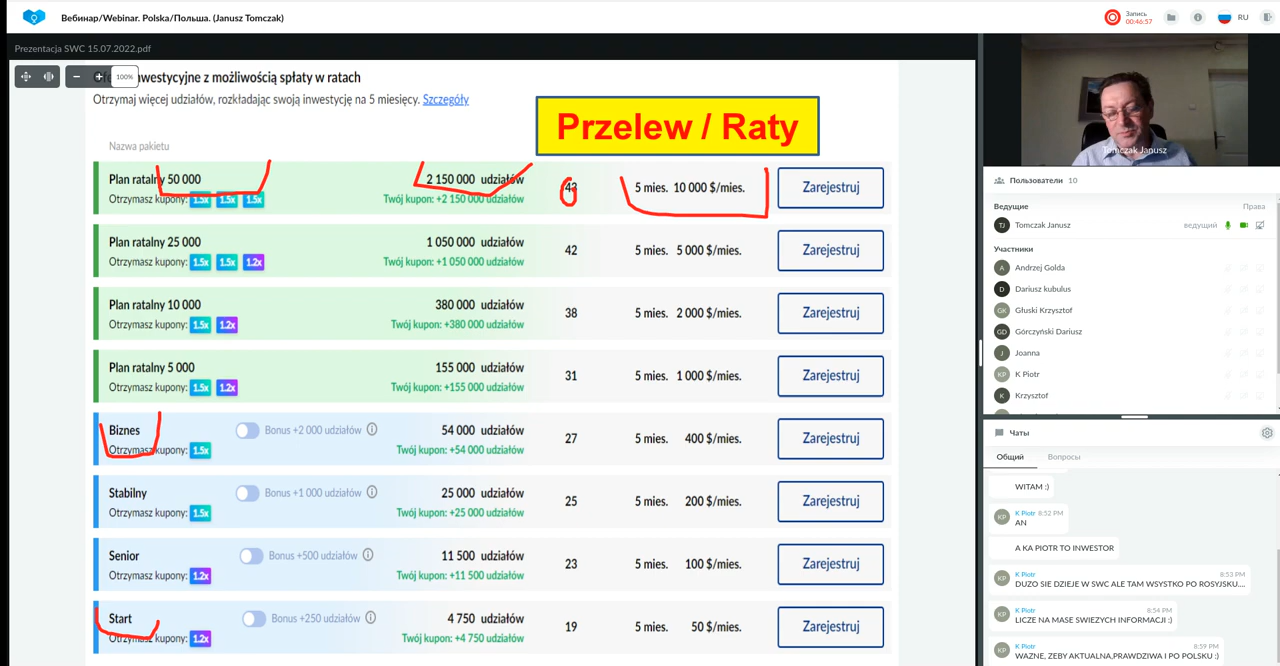 Вебинар/Webinar. Polska/Польша. (Janusz Tomczak)
Запись
00:46:57
RU
Prezentacja SWC 15.07.2022.pdf
100%
nwestycyjne z możliwością spłaty w ratach
Otrzymaj więcej udziałów, rozkładając swoją inwestycję na 5 miesięcy. Szczegóły
Przelew / Raty
Nazwa pakietu
Plan ratalny 50 000
Otrzymasz kupony: 1.5x 1.5x 1.5x
2 150 000 udziałów
Twój kupon: +2 150 000 udziałów
43
5 mies. 10 000 $/mies.
Zarejestruj
Plan ratalny 25 000
Otrzymasz kupony: 1.5x 1.5x 1.2x
1 050 000 udziałów
Twój kupon: +1 050 000 udziałów
42
5 mies. 5 000 $/mies.
Zarejestruj
Plan ratalny 10 000
Otrzymasz kupony: 1.5x 1.2x
380 000 udziałów
Twój kupon: +380 000 udziałów
38
5 mies. 2 000 $/mies.
Zarejestruj
Plan ratalny 5 000
Otrzymasz kupony: 1.5x 1.2x
155 000 udziałów
Twój kupon: +155 000 udziałów
31
5 mies. 1 000 $/mies.
Zarejestruj
Biznes
Otrzymasz kupony: 1.5x
Bonus +2 000 udziałów
54 000 udziałów
Twój kupon: +54 000 udziałów
27
5 mies. 400 $/mies.
Zarejestruj
Stabilny
Otrzymasz kupony: 1.5x
Bonus +1 000 udziałów
25 000 udziałów
Twój kupon: +25 000 udziałów
25
5 mies. 200 $/mies.
Zarejestruj
Senior
Otrzymasz kupony: 1.2x
Bonus +500 udziałów
11 500 udziałów
Twój kupon: +11 500 udziałów
23
5 mies. 100 $/mies.
Zarejestruj
Start
Otrzymasz kupony: 1.2x
Bonus +250 udziałów
4 750 udziałów
Twój kupon: +4 750 udziałów
19
5 mies. 50 $/mies.
Zarejestruj
Tomczak Janusz
Пользователи 10
Ведущие Права
TJ Tomczak Janusz ведущий
Участники
A Andrzej Golda
D Dariusz kubulus
GK Głuski Krzysztof
GD Górczyński Dariusz
J Joanna
KP K Piotr
K Krzysztof
Чаты
Общий Вопросы
WITAM :)
KP K Piotr 8:52 PM
AN
A KA PIOTR TO INWESTOR
KP K Piotr 8:53 PM
DUZO SIE DZIEJE W SWC ALE TAM WSYSTKO PO ROSYJSKU....
KP K Piotr 8:54 PM
LICZE NA MASE SWIEZYCH INFORMACJI :)
KP K Piotr 8:59 PM
WAZNE, ZEBY AKTUALNA,PRAWDZIWA I PO POLSKU :)